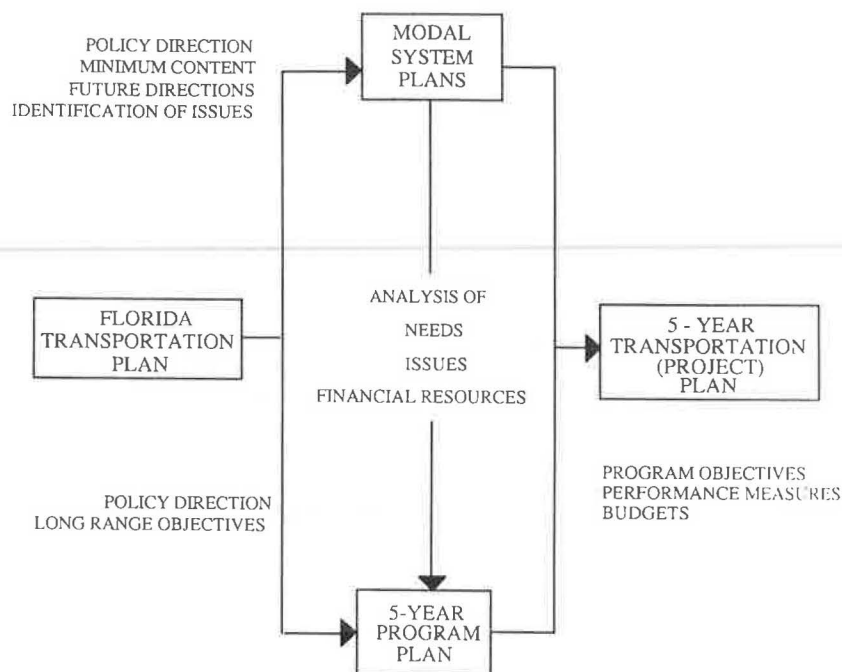 POLICY DIRECTION
MINIMUM CONTENT
FUTURE DIRECTIONS
IDENTIFICATION OF ISSUES
MODAL
SYSTEM
PLANS
FLORIDA
TRANSPORTATION
PLAN
ANALYSIS OF
NEEDS
ISSUES
FINANCIAL RESOURCES
5 - YEAR
TRANSPORTATION
(PROJECT)
PLAN
POLICY DIRECTION
LONG RANGE OBJECTIVES
PROGRAM OBJECTIVES
PERFORMANCE MEASURES
BUDGETS
5-YEAR
PROGRAM
PLAN